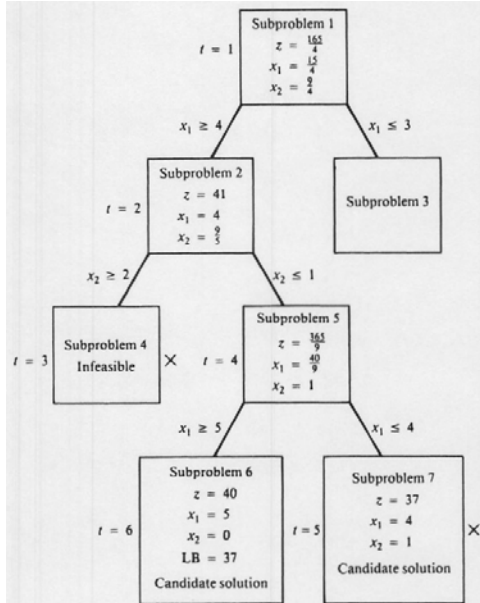 Subproblem 1
t = 1
z = 165/4
x₁ = 15/4
x₂ = 9/4
x₁ ≥ 4
x₁ ≤ 3
Subproblem 2
t = 2
z = 41
x₁ = 4
x₂ = 9/5
Subproblem 3
x₂ ≥ 2
x₂ ≤ 1
t = 3
Subproblem 4
Infeasible
×
t = 4
Subproblem 5
z = 365/9
x₁ = 40/9
x₂ = 1
x₁ ≥ 5
x₁ ≤ 4
t = 6
Subproblem 6
z = 40
x₁ = 5
x₂ = 0
LB = 37
Candidate solution
t = 5
Subproblem 7
z = 37
x₁ = 4
x₂ = 1
Candidate solution
×